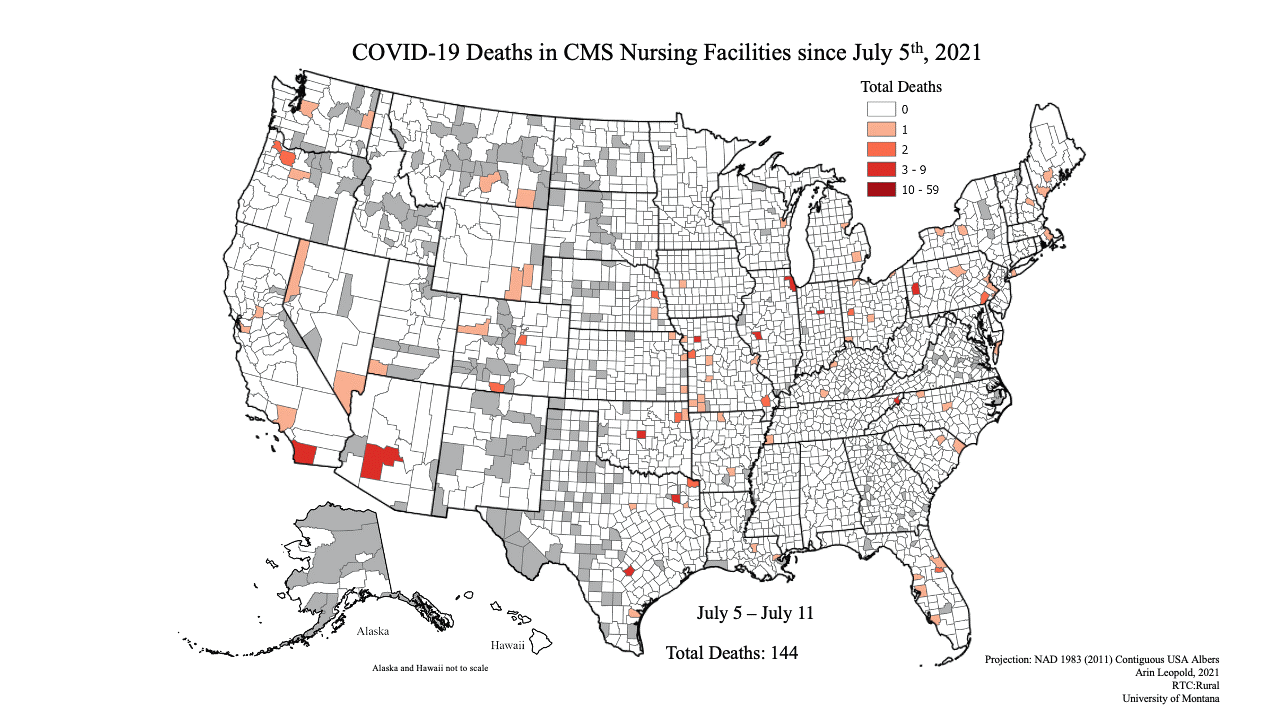 COVID-19 Deaths in CMS Nursing Facilities since July 5th, 2021
Total Deaths
0
1
2
3 - 9
10 - 59
July 5 – July 11
Total Deaths: 144
Alaska
Hawaii
Alaska and Hawaii not to scale
Projection: NAD 1983 (2011) Contiguous USA Albers
Arin Leopold, 2021
RTC:Rural
University of Montana